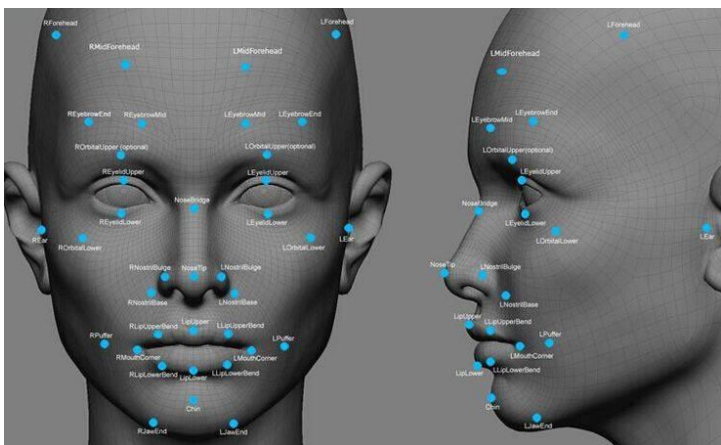 RForehead
LForehead
RMidForehead
LMidForehead
REyebrowEnd
REyebrowMid
LEyebrowMid
LEyebrowEnd
ROrbitalUpper(optional)
LOrbitalUpper(optional)
REyelidUpper
LEyelidUpper
NoseBridge
REyelidLower
LEyelidLower
REar
LEar
ROrbitalLower
LOrbitalLower
RNostrilBulge
NoseTip
LNostrilBulge
RNostrilBase
LNostrilBase
RLipUpperBend
LipUpper
LLipUpperBend
RPuffer
LPuffer
RMouthCorner
LMouthCorner
RLipLowerBend
LipLower
LLipLowerBend
Chin
RJawEnd
LJawEnd
LForehead
LMidForehead
LEyebrowMid
LEyebrowEnd
LOrbitalUpper(optional)
LEyelidUpper
NoseBridge
LEyelidLower
LOrbitalLower
LEar
NoseTip
LNostrilBulge
LNostrilBase
LipUpper
LLipUpperBend
LPuffer
LMouthCorner
LipLower
LLipLowerBend
Chin
LJawEnd